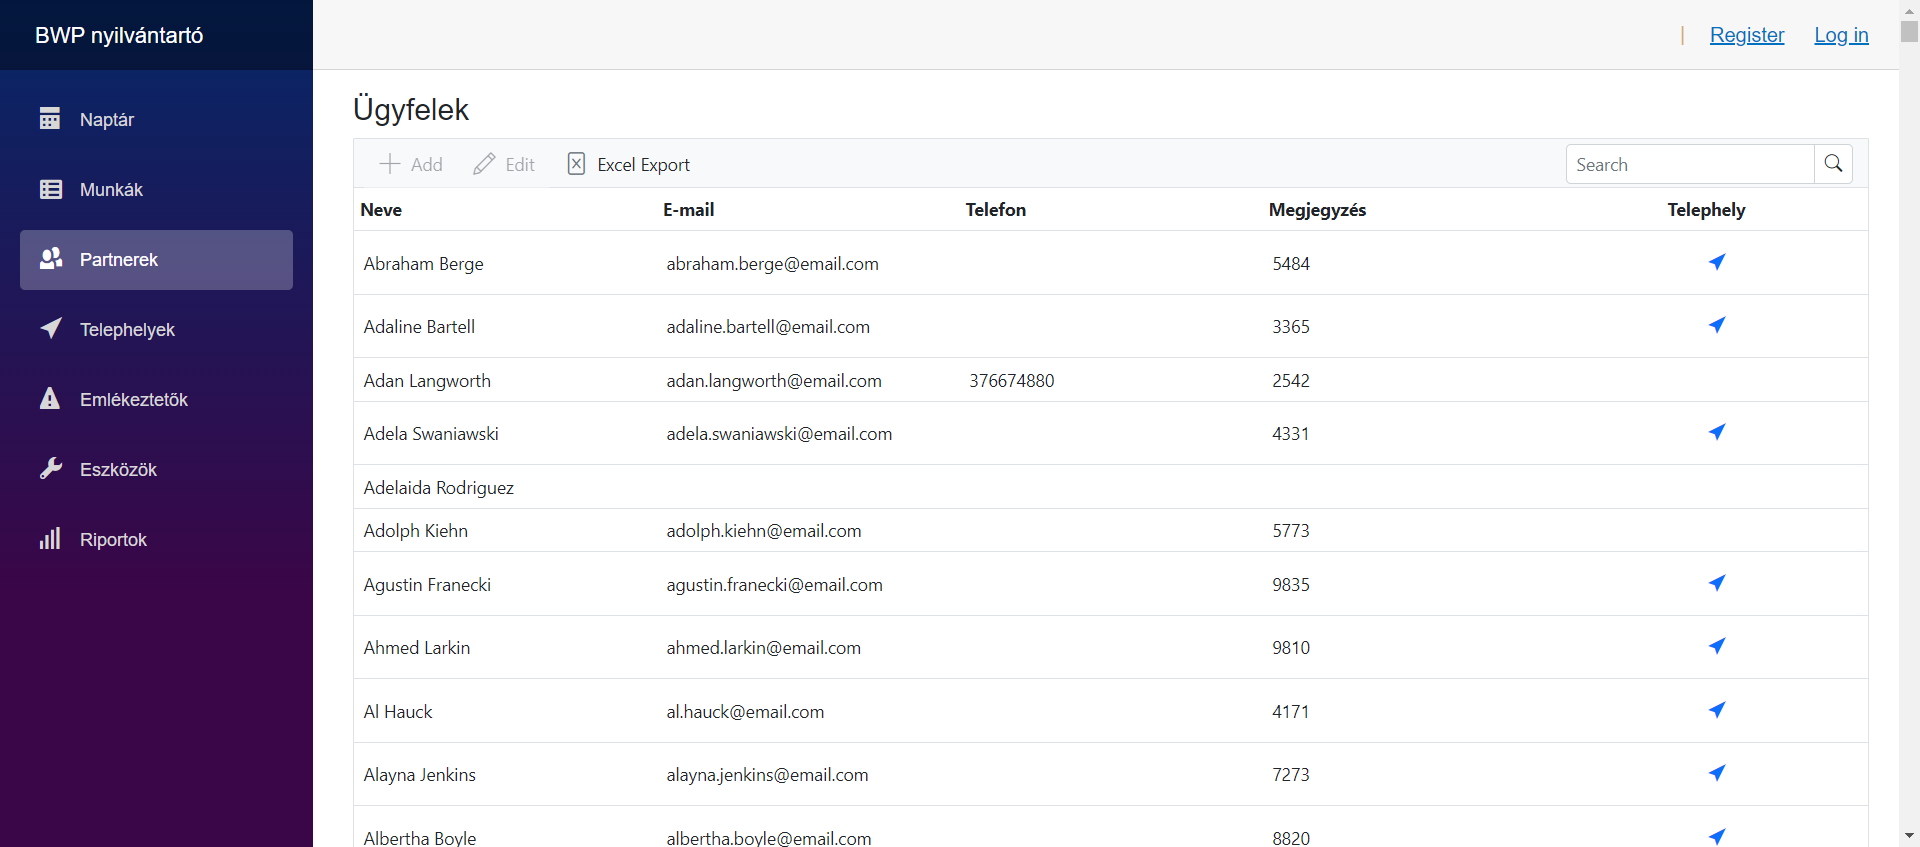 BWP nyilvántartó
| Register Log in
Naptár
Munkák
Partnerek
Telephelyek
Emlékeztetők
Eszközök
Riportok
Ügyfelek
Add Edit Excel Export Search
Neve E-mail Telefon Megjegyzés Telephely
Abraham Berge abraham.berge@email.com 5484
Adaline Bartell adaline.bartell@email.com 3365
Adan Langworth adan.langworth@email.com 376674880 2542
Adela Swaniawski adela.swaniawski@email.com 4331
Adelaida Rodriguez
Adolph Kiehn adolph.kiehn@email.com 5773
Agustin Franecki agustin.franecki@email.com 9835
Ahmed Larkin ahmed.larkin@email.com 9810
Al Hauck al.hauck@email.com 4171
Alayna Jenkins alayna.jenkins@email.com 7273
Albertha Boyle albertha.boyle@email.com 8820